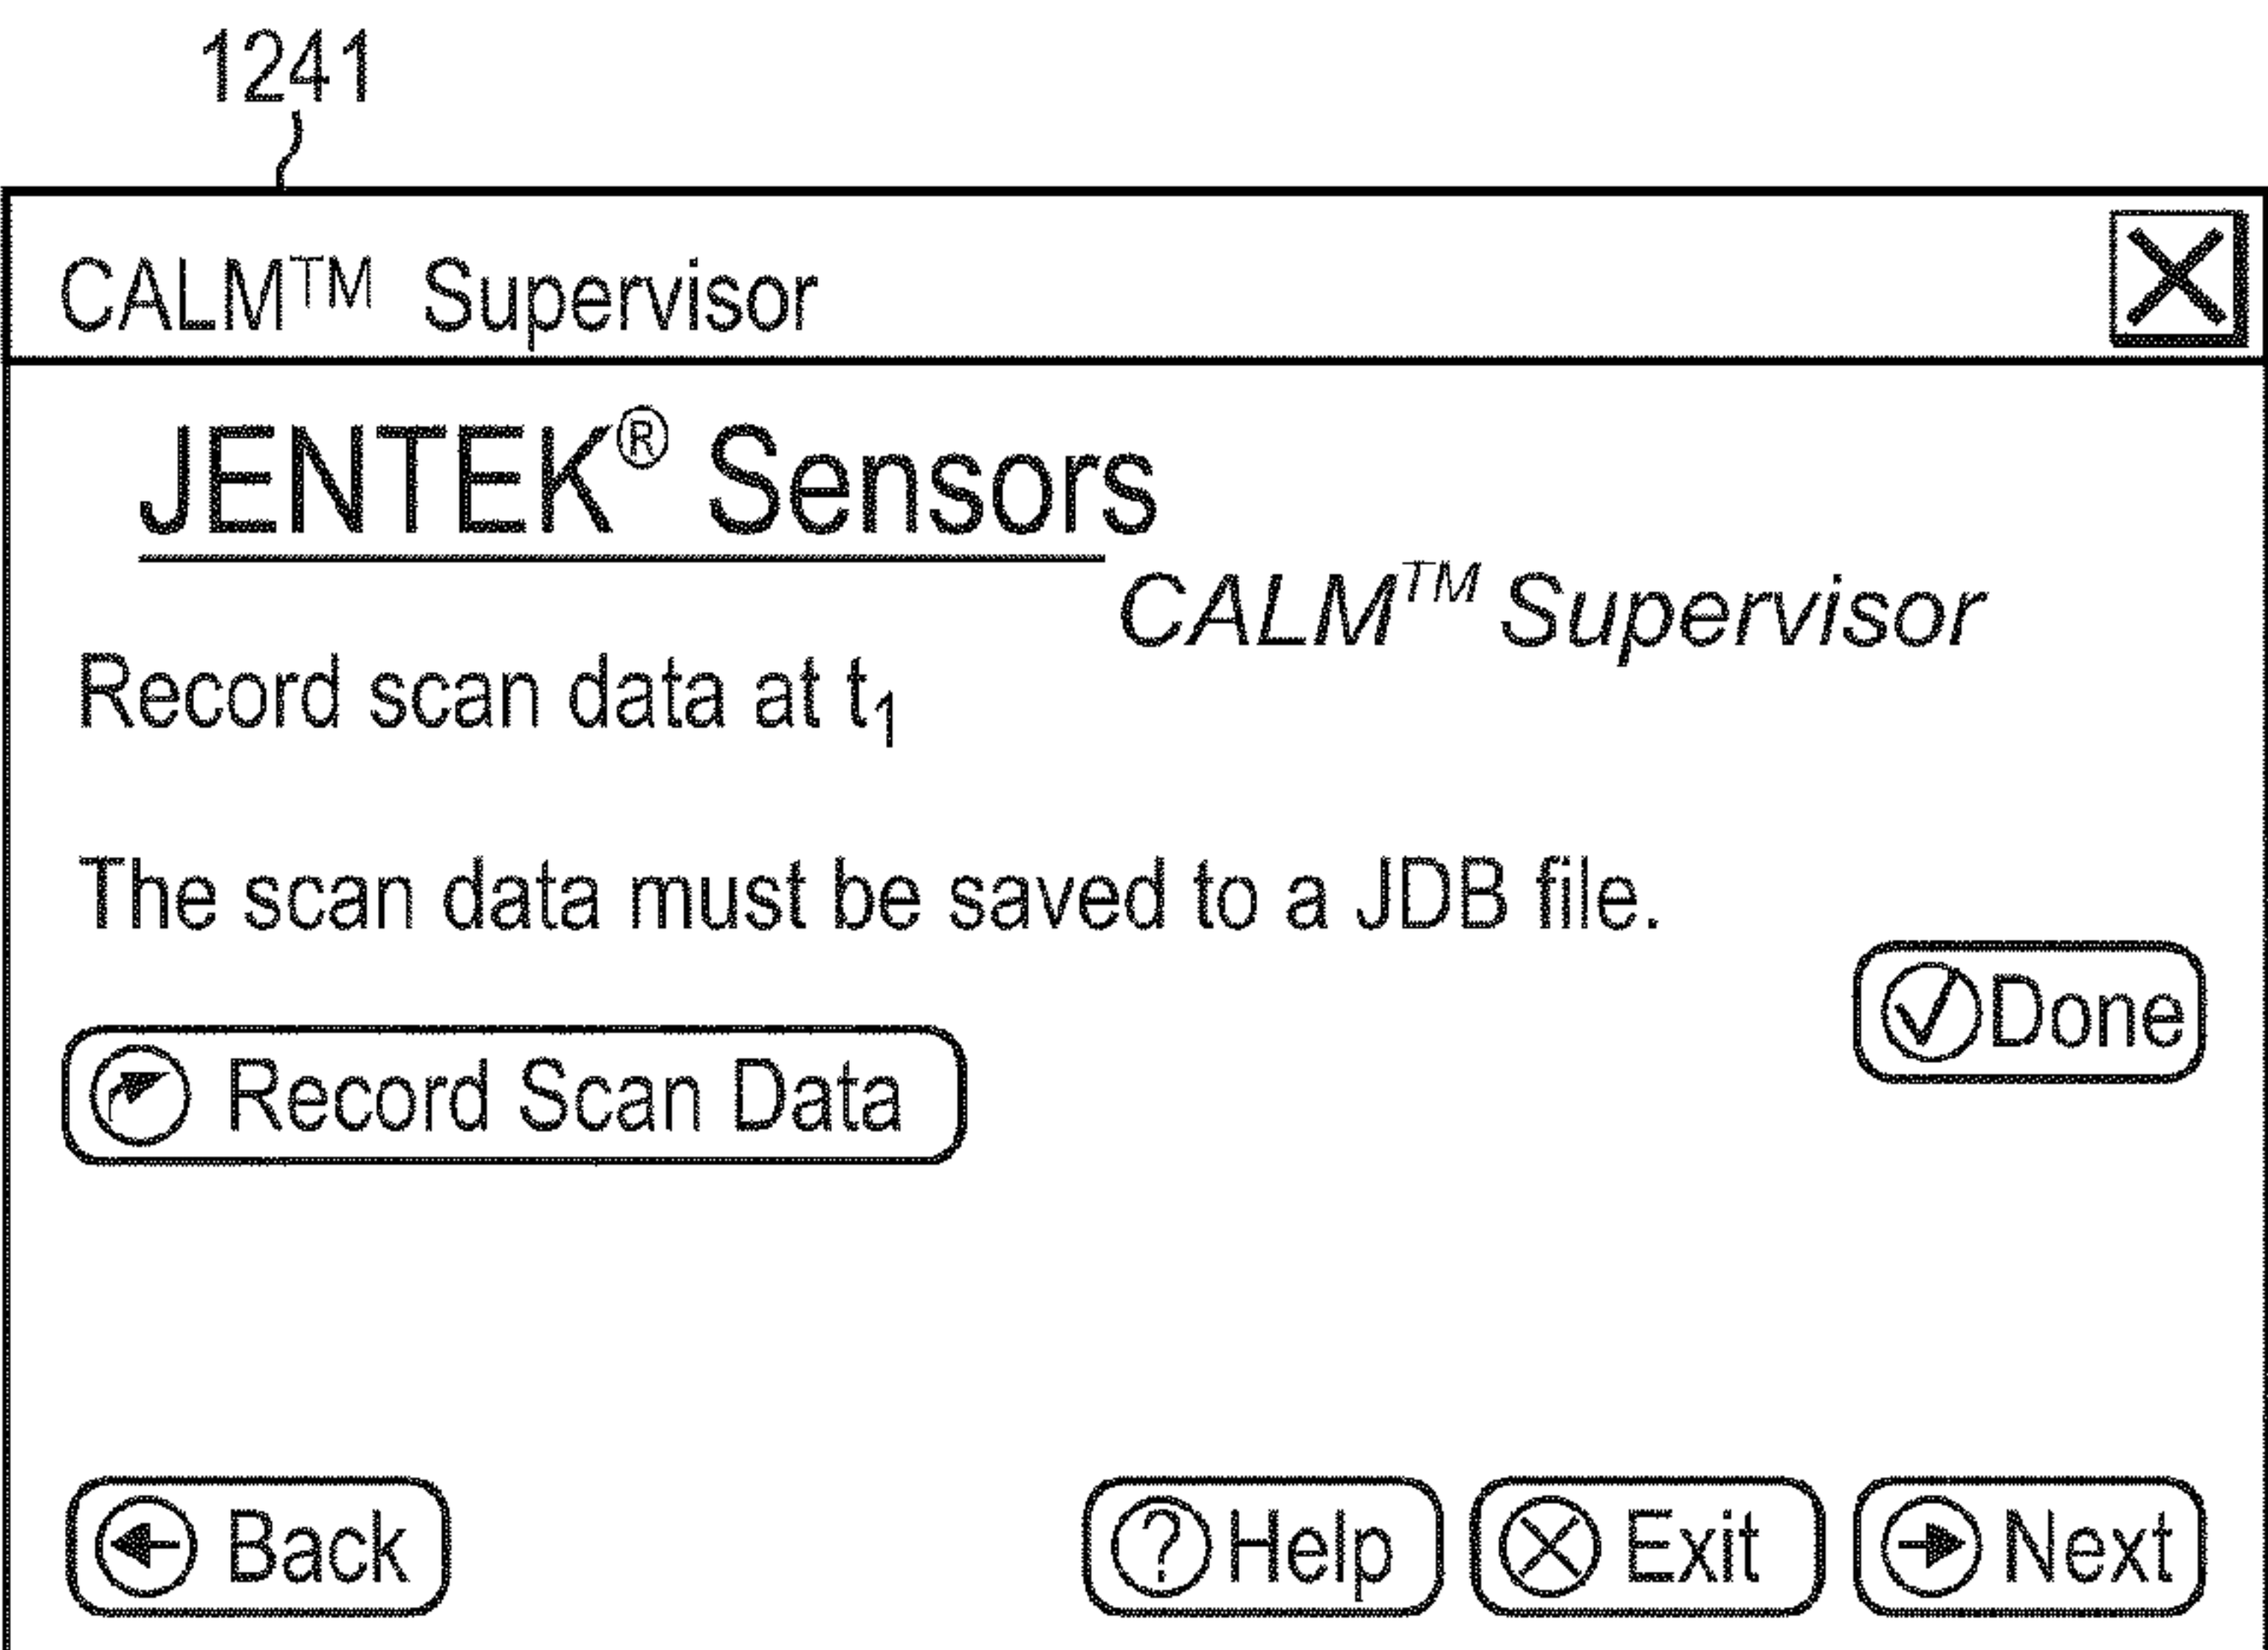 1241
CALM™ Supervisor
JENTEK® Sensors
CALM™ Supervisor
Record scan data at t₁
The scan data must be saved to a JDB file.
Done
Record Scan Data
Back Help Exit Next